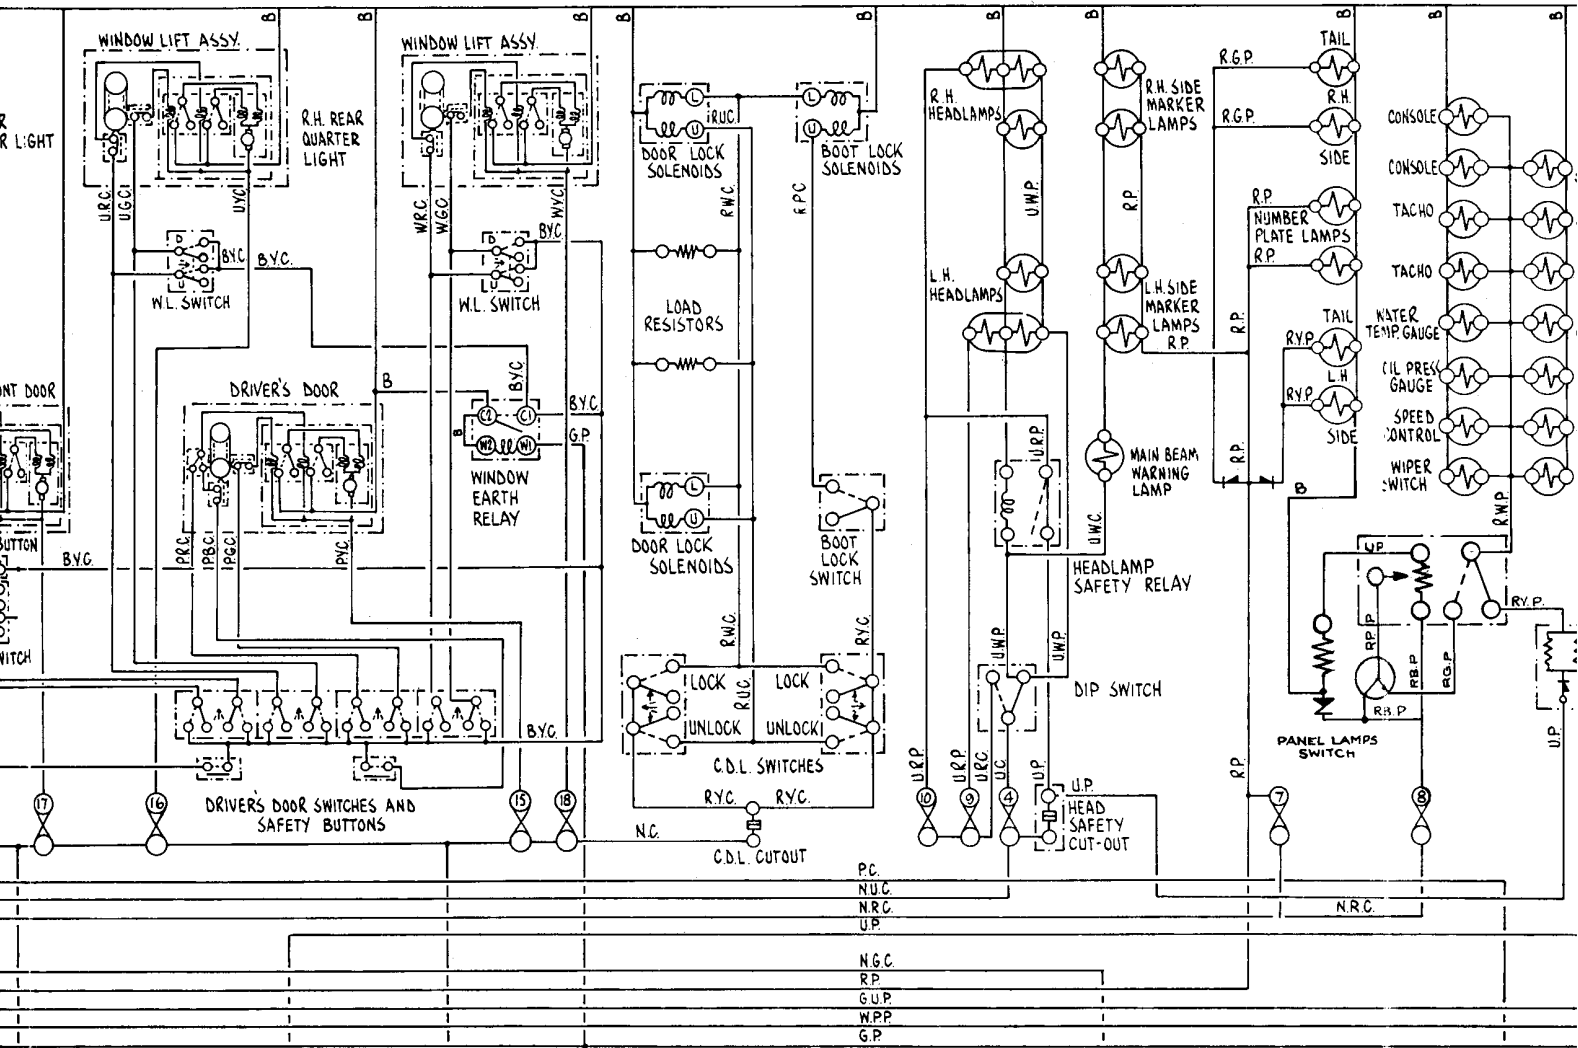 B
B
B
B
B
B
B
B
B
B
WINDOW LIFT ASSY.
WINDOW LIFT ASSY.
R LIGHT
R.H. REAR
QUARTER
LIGHT
U.R.C.
U.G.C.
U.Y.C.
W.R.C.
W.G.C.
W.Y.C.
D
U
B.Y.C.
B.Y.C.
W.L. SWITCH
D
U
B.Y.C.
W.L. SWITCH
L
U
R.U.C.
DOOR LOCK
SOLENOIDS
L
U
BOOT LOCK
SOLENOIDS
R.W.C.
R.P.C.
LOAD
RESISTORS
R.H.
HEADLAMPS
R.H. SIDE
MARKER
LAMPS
U.W.P.
R.P.
L.H.
HEADLAMPS
L.H. SIDE
MARKER
LAMPS
R.P.
R.G.P.
TAIL
R.H.
R.G.P.
SIDE
R.P.
NUMBER
PLATE LAMPS
R.P.
R.P.
TAIL
R.Y.P.
L.H
R.Y.P.
SIDE
R.P.
CONSOLE
CONSOLE
TACHO
TACHO
WATER
TEMP. GAUGE
OIL PRESS
GAUGE
SPEED
CONTROL
WIPER
SWITCH
R.W.P.
NT DOOR
DRIVER'S DOOR
B
B.Y.C.
B.Y.C.
G.P.
C2
C1
B
W2
W1
WINDOW
EARTH
RELAY
L
U
DOOR LOCK
SOLENOIDS
BOOT
LOCK
SWITCH
U.R.P.
MAIN BEAM
WARNING
LAMP
U.W.C.
HEADLAMP
SAFETY RELAY
B
BUTTON
B.Y.C.
P.R.C.
P.B.C.
P.G.C.
P.Y.C.
R.W.C.
R.Y.C.
U.W.P.
U.W.P.
U.P.
R.Y.P.
R.P. P
R.B.P
R.G.P
WITCH
LOCK
LOCK
R.U.C.
UNLOCK
UNLOCK
C.D.L. SWITCHES
DIP SWITCH
R.B.P
PANEL LAMPS
SWITCH
U.P.
B.Y.C.
R.Y.C.
R.Y.C.
N.C.
C.D.L. CUTOUT
DRIVER'S DOOR SWITCHES AND
SAFETY BUTTONS
U.R.P.
U.R.P.
U.R.C.
U.C.
U.P.
U.P.
HEAD
SAFETY
CUT-OUT
R.P.
17
16
15
18
10
9
4
7
8
P.C.
N.U.C.
N.R.C.
N.R.C.
U.P.
N.G.C.
R.P.
G.U.P.
W.P.P.
G.P.